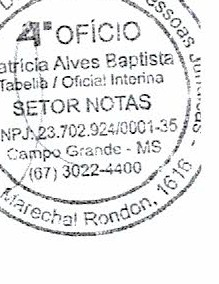 4º OFÍCIO
atrícia Alves Baptista
Tabeliã / Oficial Interina
SETOR NOTAS
NPJ: 23.702.924/0001-35
Campo Grande - MS
(67) 3022-4400
Marechal Rondon, 1616
essoas Jurídicas -